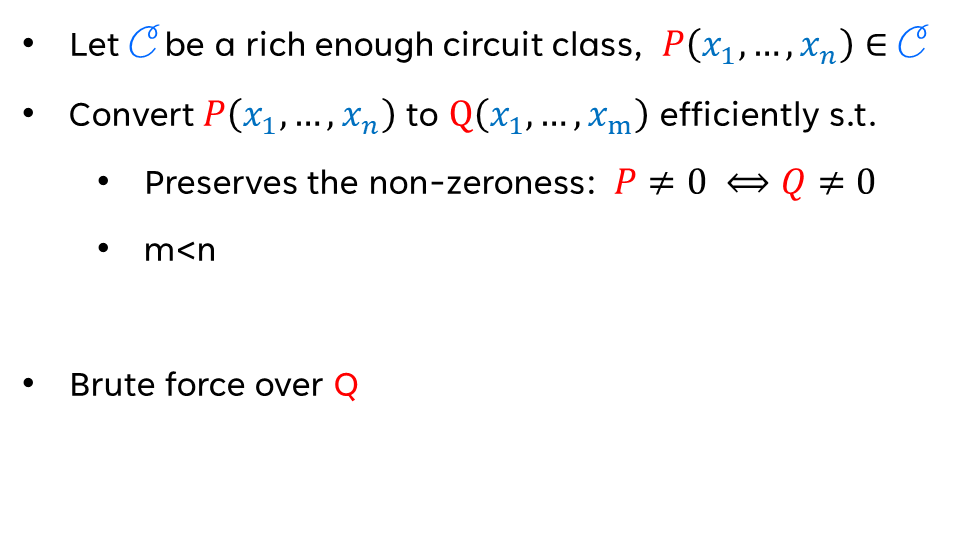 • Let 𝒞 be a rich enough circuit class, P(x₁, … , xₙ) ∈ 𝒞
• Convert P(x₁, … , xₙ) to Q(x₁, … , xₘ) efficiently s.t.
• Preserves the non-zeroness: P ≠ 0 ⟺ Q ≠ 0
• m<n
• Brute force over Q